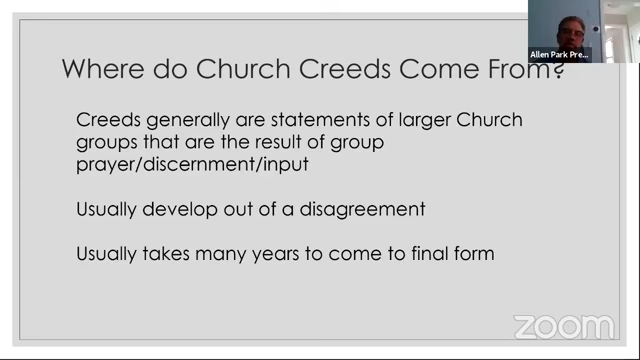 Allen Park Pre...
Where do Church Creeds Come From?
Creeds generally are statements of larger Church
groups that are the result of group
prayer/discernment/input
Usually develop out of a disagreement
Usually takes many years to come to final form
zoom